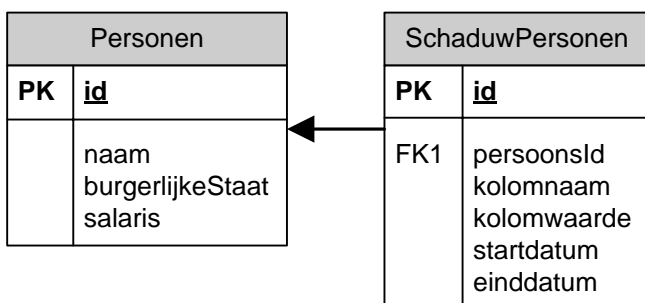 Personen
PK id
naam
burgerlijkeStaat
salaris
SchaduwPersonen
PK id
FK1 persoonsId
kolomnaam
kolomwaarde
startdatum
einddatum